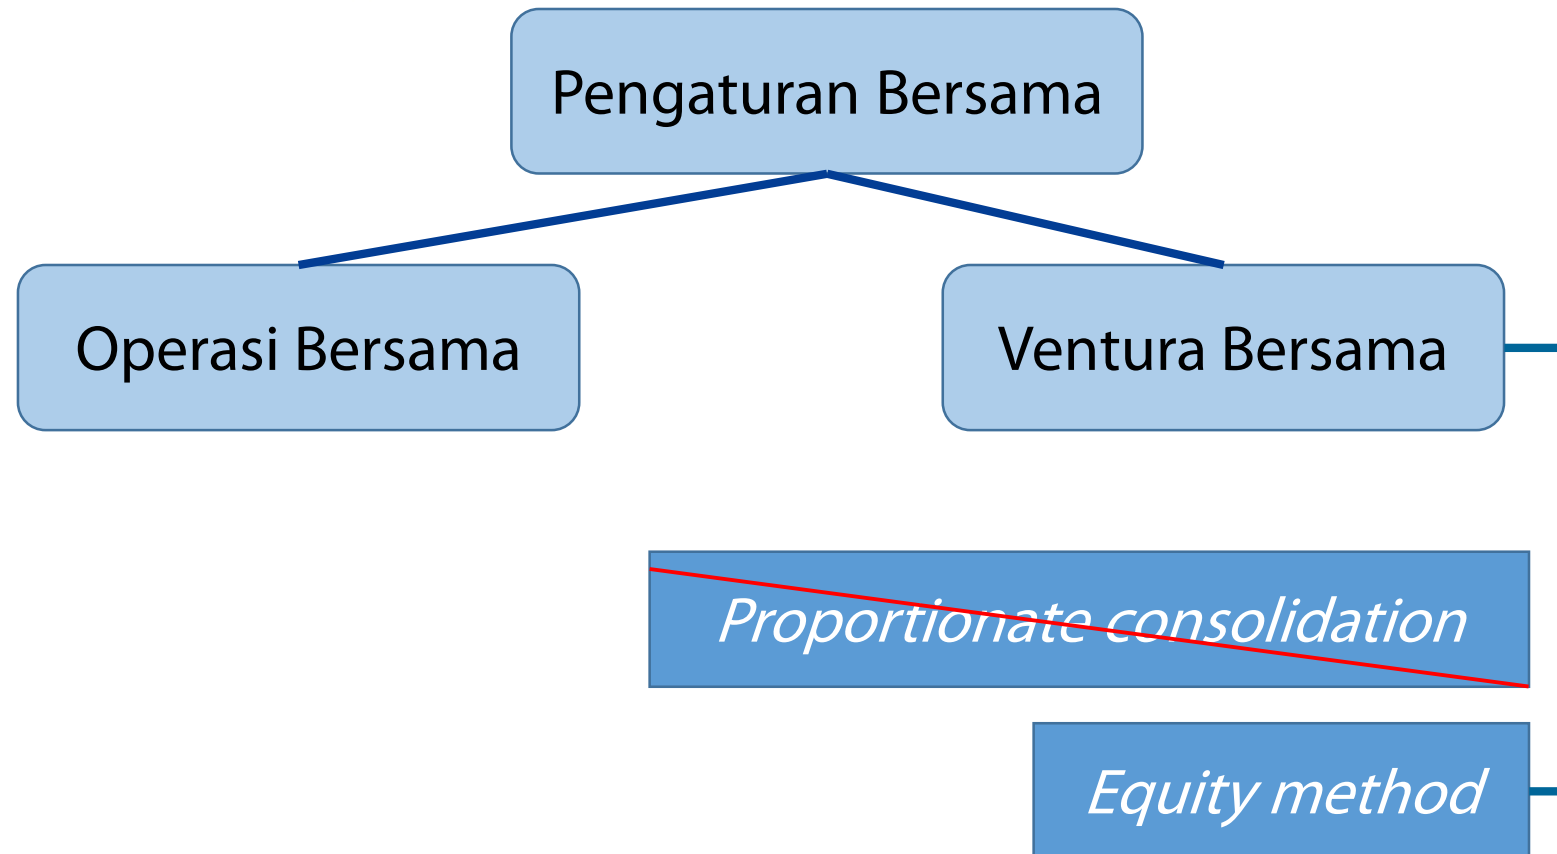 Pengaturan Bersama
Operasi Bersama
Ventura Bersama
Proportionate consolidation
Equity method